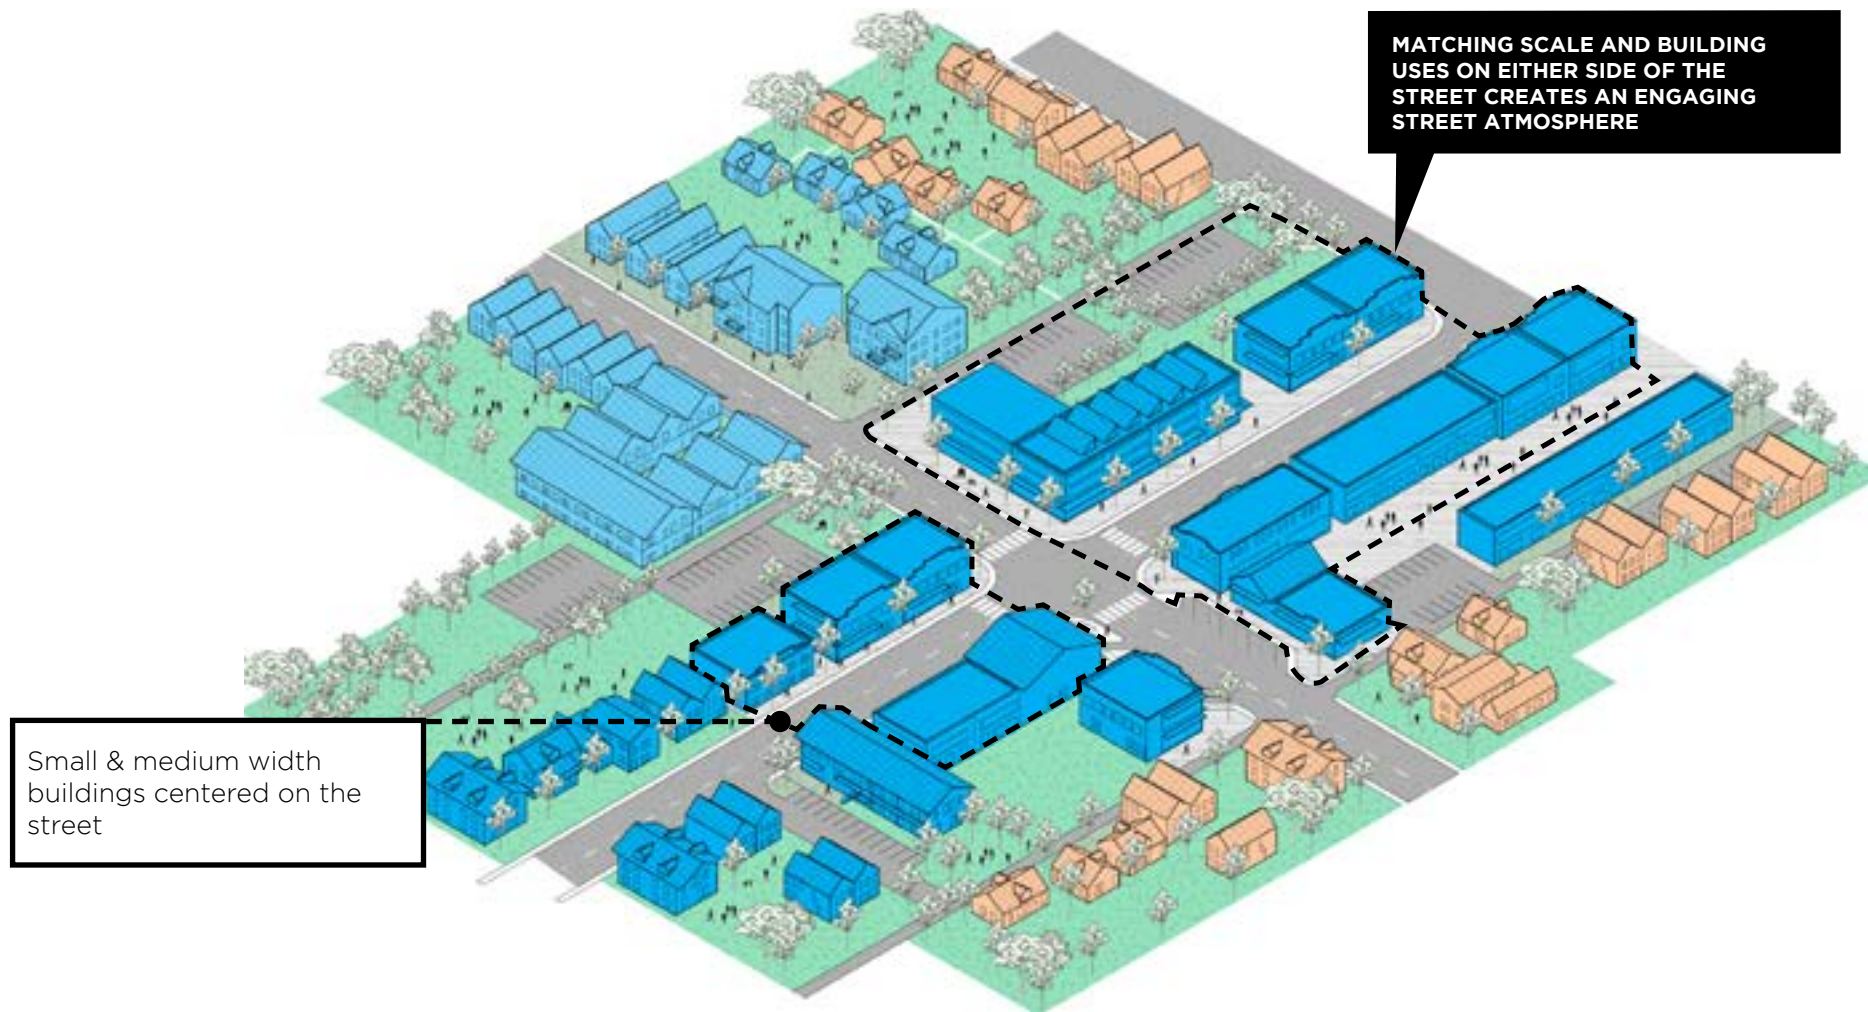 MATCHING SCALE AND BUILDING
USES ON EITHER SIDE OF THE
STREET CREATES AN ENGAGING
STREET ATMOSPHERE
Small & medium width
buildings centered on the
street